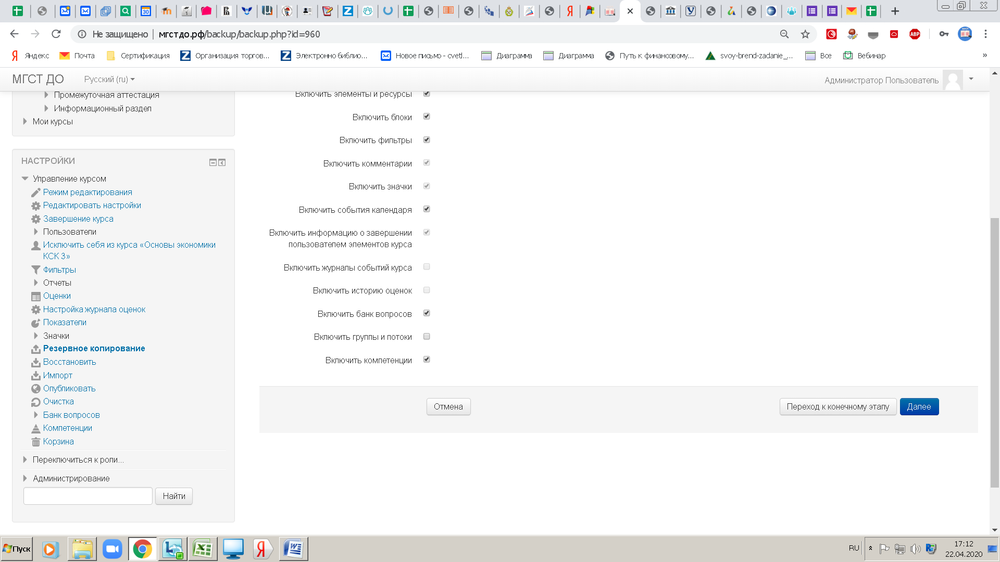 Не защищено | мгстдо.рф/backup/backup.php?id=960
Яндекс
Почта
Сертификация
Организация торгов...
Электронно библио...
Новое письмо - cvetl...
Диаграмма
Диаграмма
Путь к финансовому...
svoy-brend-zadanie_...
Все
Вебинар
»
МГСТ ДО
Русский (ru)
Администратор Пользователь
Промежуточная аттестация
Информационный раздел
Мои курсы
НАСТРОЙКИ
Управление курсом
Режим редактирования
Редактировать настройки
Завершение курса
Пользователи
Исключить себя из курса «Основы экономики
КСК 3»
Фильтры
Отчеты
Оценки
Настройка журнала оценок
Показатели
Значки
Резервное копирование
Восстановить
Импорт
Опубликовать
Очистка
Банк вопросов
Компетенции
Корзина
Переключиться к роли...
Администрирование
Найти
Включить элементы и ресурсы
Включить блоки
Включить фильтры
Включить комментарии
Включить значки
Включить события календаря
Включить информацию о завершении
пользователем элементов курса
Включить журналы событий курса
Включить историю оценок
Включить банк вопросов
Включить группы и потоки
Включить компетенции
Отмена
Переход к конечному этапу
Далее
Пуск
RU
17:12
22.04.2020